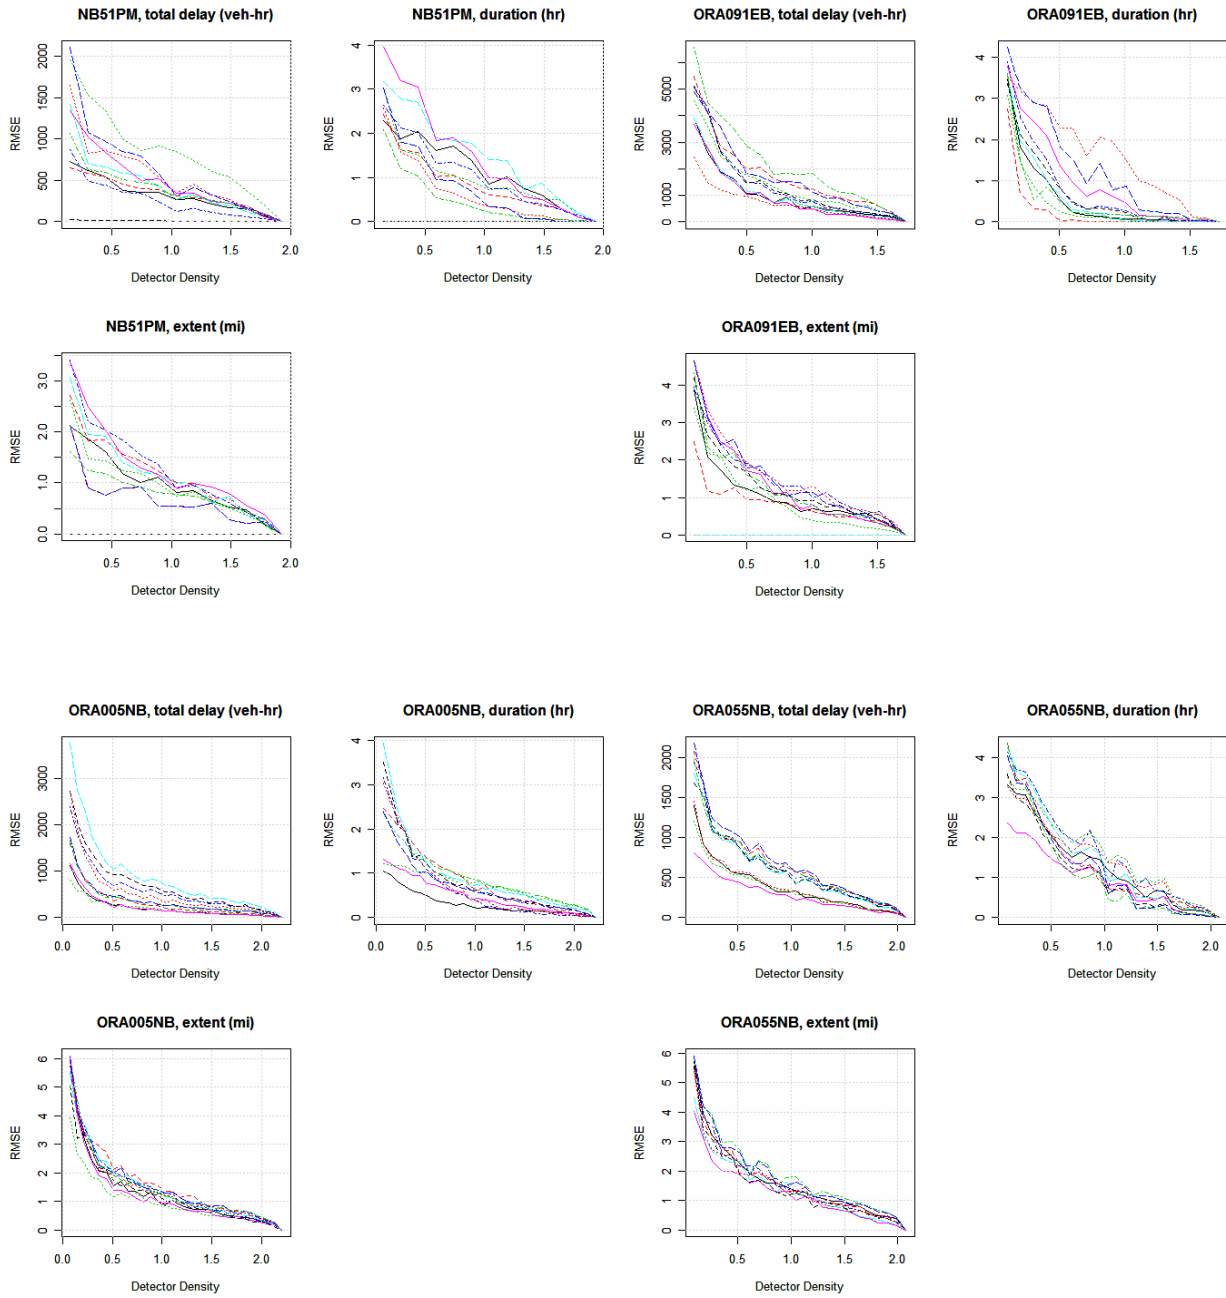 NB51PM, total delay (veh-hr)
RMSE
0 500 1000 1500 2000
0.5 1.0 1.5 2.0
Detector Density
NB51PM, duration (hr)
RMSE
0 1 2 3 4
0.5 1.0 1.5
Detector Density
ORA091EB, total delay (veh-hr)
RMSE
0 1000 3000 5000
0.5 1.0 1.5
Detector Density
ORA091EB, duration (hr)
RMSE
0 1 2 3 4
0.5 1.0 1.5
Detector Density
NB51PM, extent (mi)
RMSE
0.0 1.0 2.0 3.0
0.5 1.0 1.5 2.0
Detector Density
ORA091EB, extent (mi)
RMSE
0 1 2 3 4
0.5 1.0 1.5
Detector Density
ORA005NB, total delay (veh-hr)
RMSE
0 1000 2000 3000
0.0 0.5 1.0 1.5 2.0
Detector Density
ORA005NB, duration (hr)
RMSE
0 1 2 3 4
0.0 0.5 1.0 1.5 2.0
Detector Density
ORA055NB, total delay (veh-hr)
RMSE
0 500 1000 1500 2000
0.5 1.0 1.5 2.0
Detector Density
ORA055NB, duration (hr)
RMSE
0 1 2 3 4
0.5 1.0 1.5 2.0
Detector Density
ORA005NB, extent (mi)
RMSE
0 1 2 3 4 5 6
0.0 0.5 1.0 1.5 2.0
Detector Density
ORA055NB, extent (mi)
RMSE
0 1 2 3 4 5 6
0.5 1.0 1.5 2.0
Detector Density